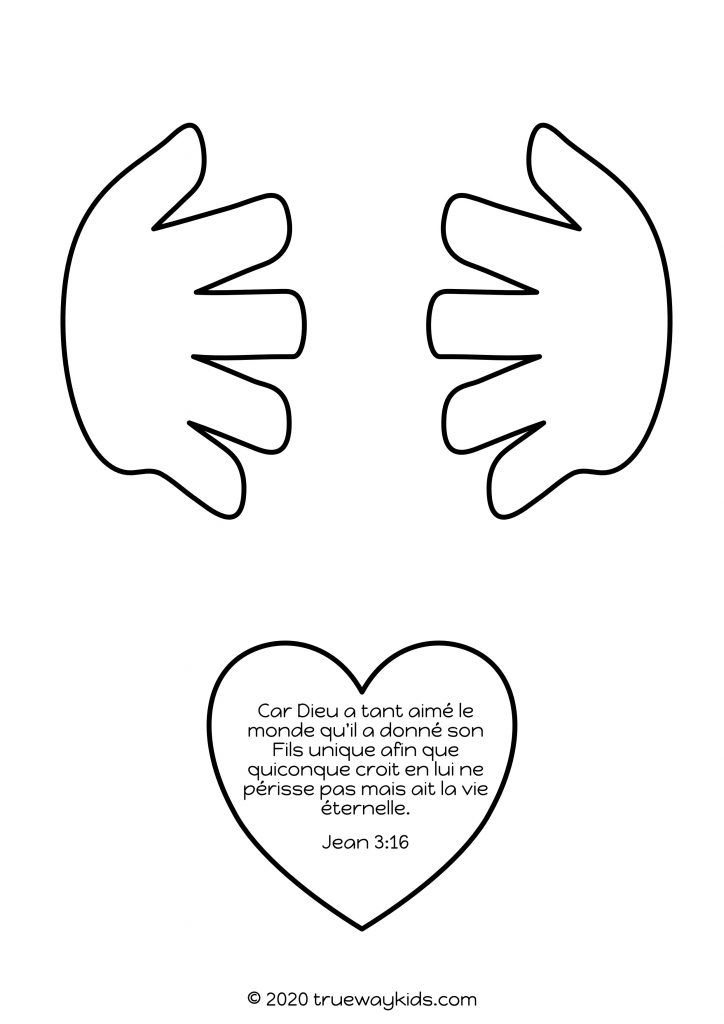 Car Dieu a tant aimé le
monde qu'il a donné son
Fils unique afin que
quiconque croit en lui ne
périsse pas mais ait la vie
éternelle.
Jean 3:16
© 2020 truewaykids.com